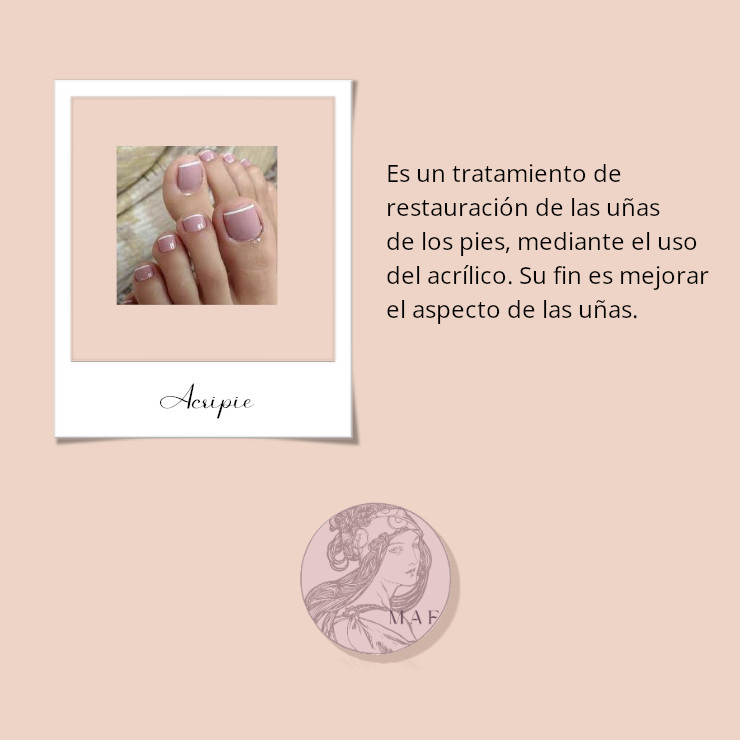 Es un tratamiento de
restauración de las uñas
de los pies, mediante el uso
del acrílico. Su fin es mejorar
el aspecto de las uñas.
Acripie